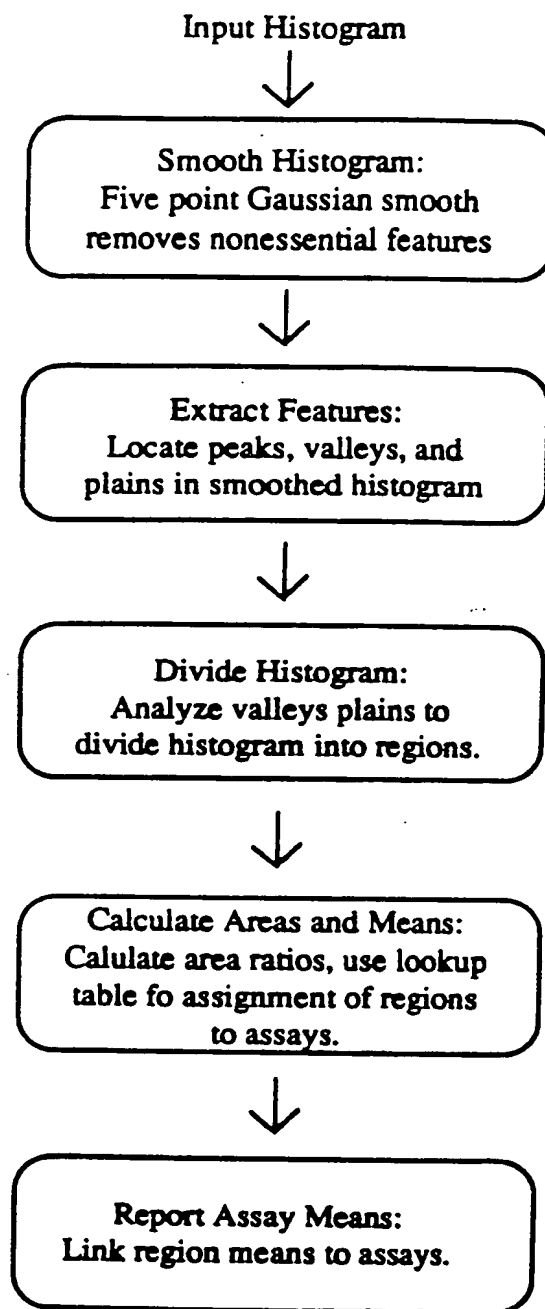 Input Histogram
Smooth Histogram:
Five point Gaussian smooth
removes nonessential features
Extract Features:
Locate peaks, valleys, and
plains in smoothed histogram
Divide Histogram:
Analyze valleys plains to
divide histogram into regions.
Calculate Areas and Means:
Calulate area ratios, use lookup
table fo assignment of regions
to assays.
Report Assay Means:
Link region means to assays.